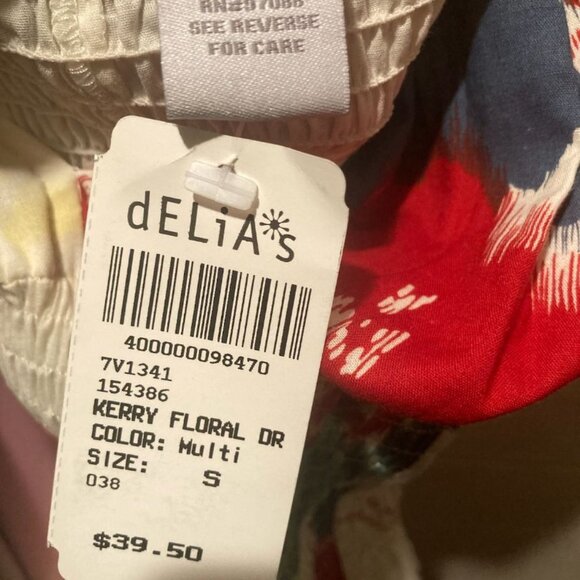 SEE REVERSE
FOR CARE
dELiA*s
400000098470
7V1341
154386
KERRY FLORAL DR
COLOR: Multi
SIZE: S
038
$39.50